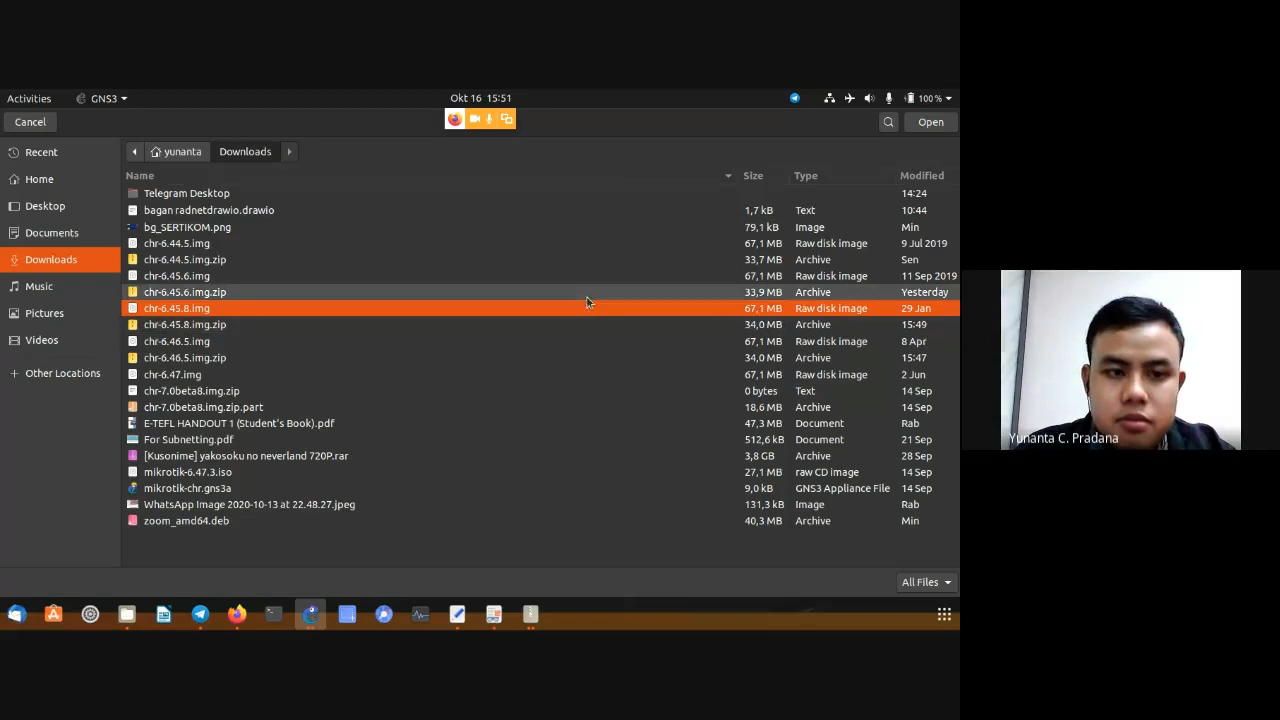 Activities GNS3 Okt 16 15:51 100%
Cancel Open
Recent
Home
Desktop
Documents
Downloads
Music
Pictures
Videos
Other Locations
yunanta Downloads
Name Size Type Modified
Telegram Desktop 14:24
bagan radnetdrawio.drawio 1,7 kB Text 10:44
bg_SERTIKOM.png 79,1 kB Image Min
chr-6.44.5.img 67,1 MB Raw disk image 9 Jul 2019
chr-6.44.5.img.zip 33,7 MB Archive Sen
chr-6.45.6.img 67,1 MB Raw disk image 11 Sep 2019
chr-6.45.6.img.zip 33,9 MB Archive Yesterday
chr-6.45.8.img 67,1 MB Raw disk image 29 Jan
chr-6.45.8.img.zip 34,0 MB Archive 15:49
chr-6.46.5.img 67,1 MB Raw disk image 8 Apr
chr-6.46.5.img.zip 34,0 MB Archive 15:47
chr-6.47.img 67,1 MB Raw disk image 2 Jun
chr-7.0beta8.img.zip 0 bytes Text 14 Sep
chr-7.0beta8.img.zip.part 18,6 MB Archive 14 Sep
E-TEFL HANDOUT 1 (Student's Book).pdf 47,3 MB Document Rab
For Subnetting.pdf 512,6 kB Document 21 Sep
[Kusonime] yakosoku no neverland 720P.rar 3,8 GB Archive 28 Sep
mikrotik-6.47.3.iso 27,1 MB raw CD image 14 Sep
mikrotik-chr.gns3a 9,0 kB GNS3 Appliance File 14 Sep
WhatsApp Image 2020-10-13 at 22.48.27.jpeg 131,3 kB Image Rab
zoom_amd64.deb 40,3 MB Archive Min
All Files
Yunanta C. Pradana